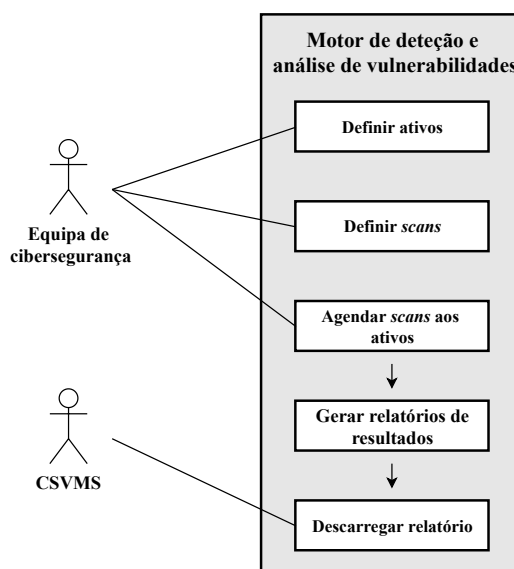 Motor de deteção e
análise de vulnerabilidades
Definir ativos
Equipa de
cibersegurança
Definir scans
Agendar scans aos
ativos
Gerar relatórios de
resultados
CSVMS
Descarregar relatório